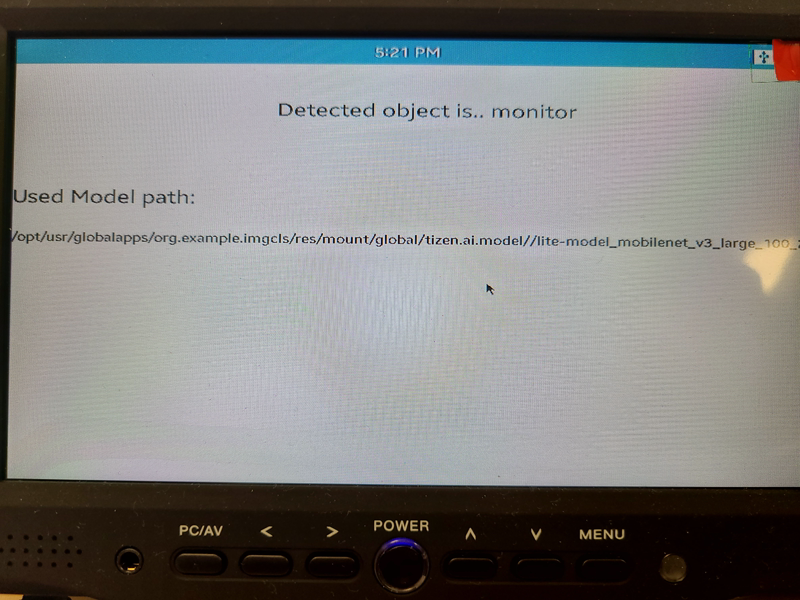 5:21 PM
Detected object is.. monitor
Used Model path:
/opt/usr/globalapps/org.example.imgcls/res/mount/global/tizen.ai.model//lite-model_mobilenet_v3_large_100_
PC/AV < > POWER ∧ ∨ MENU